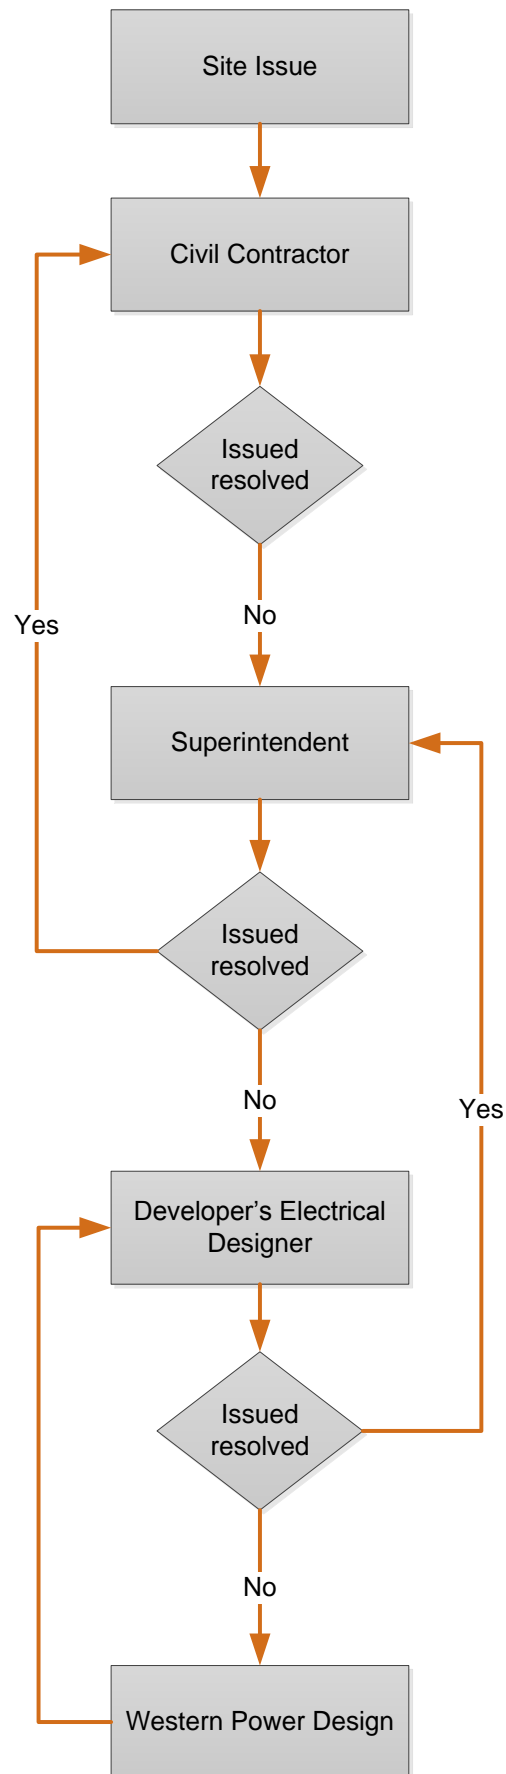 Site Issue
Civil Contractor
Issued
resolved
No
Yes
Superintendent
Issued
resolved
No
Yes
Developer’s Electrical
Designer
Issued
resolved
No
Western Power Design